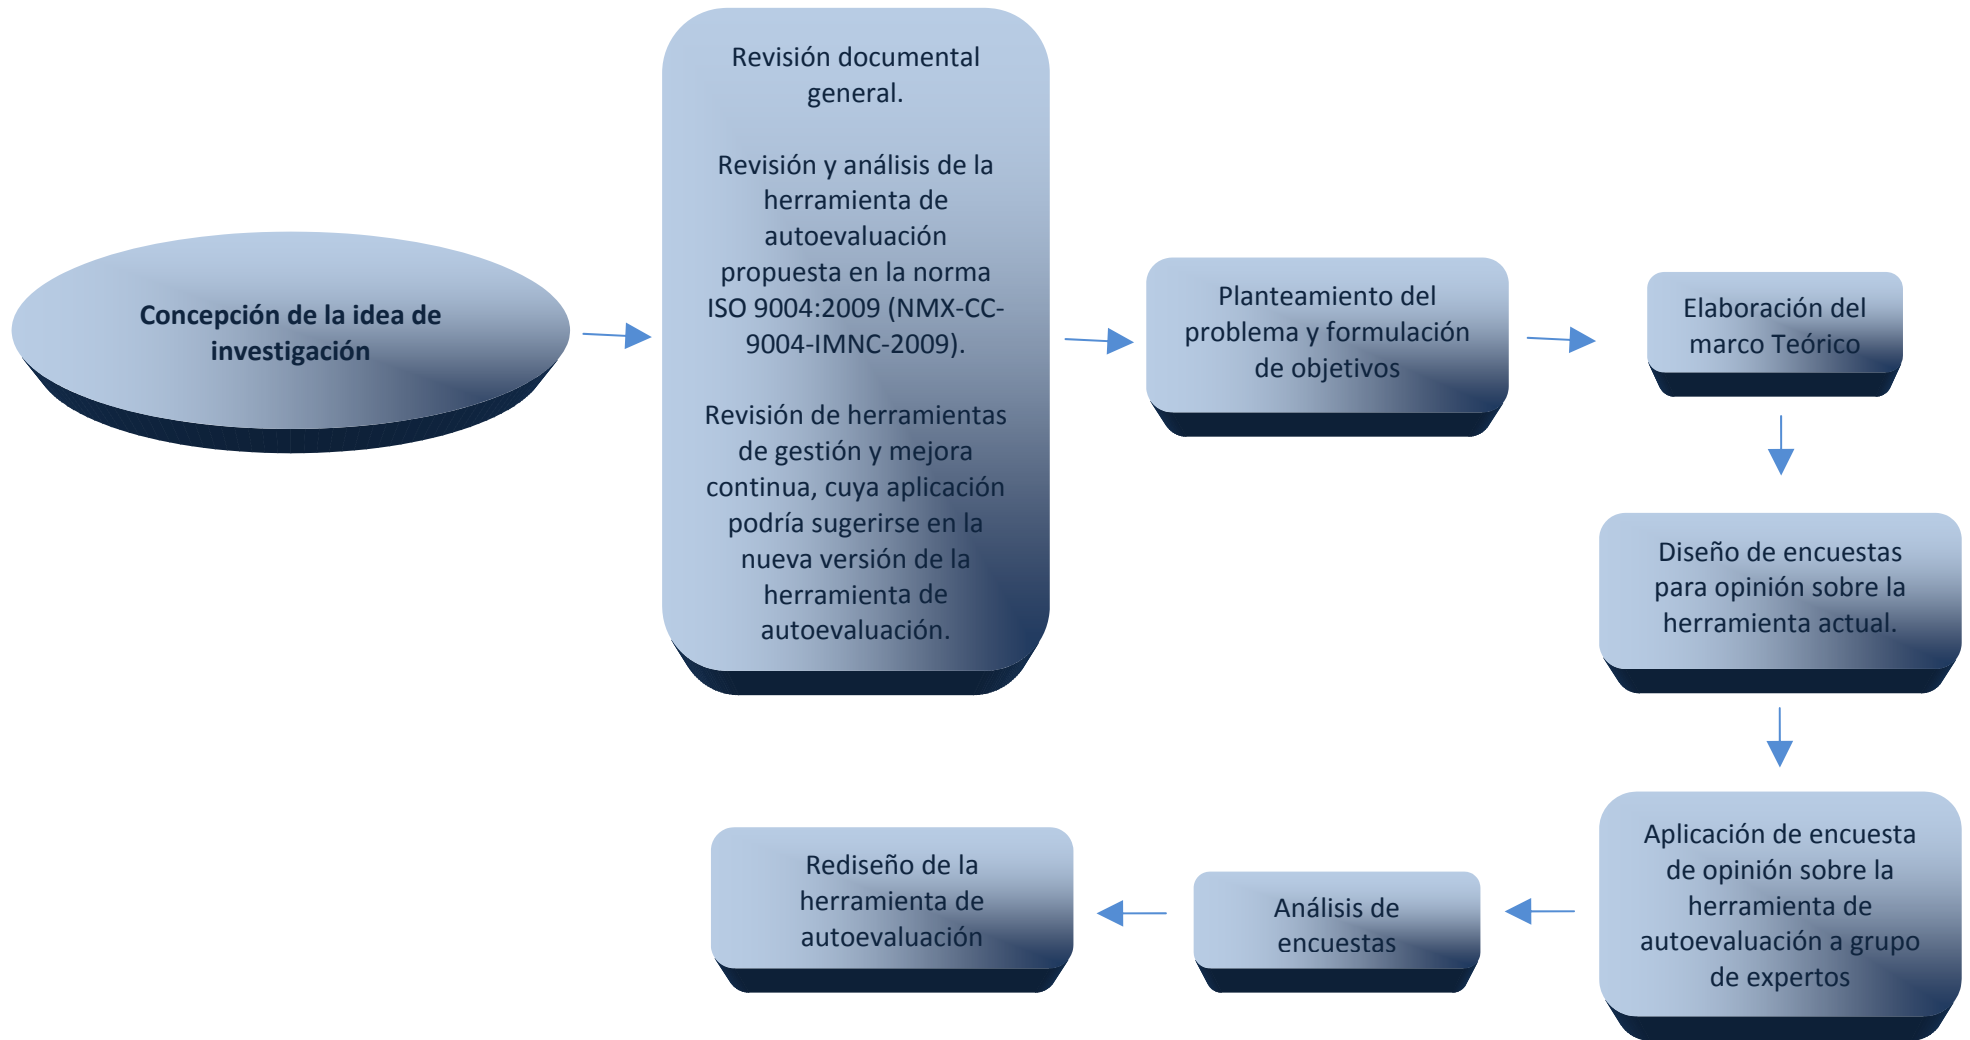 Concepción de la idea de
investigación
Revisión documental
general.
Revisión y análisis de la
herramienta de
autoevaluación
propuesta en la norma
ISO 9004:2009 (NMX-CC-
9004-IMNC-2009).
Revisión de herramientas
de gestión y mejora
continua, cuya aplicación
podría sugerirse en la
nueva versión de la
herramienta de
autoevaluación.
Planteamiento del
problema y formulación
de objetivos
Elaboración del
marco Teórico
Diseño de encuestas
para opinión sobre la
herramienta actual.
Aplicación de encuesta
de opinión sobre la
herramienta de
autoevaluación a grupo
de expertos
Análisis de
encuestas
Rediseño de la
herramienta de
autoevaluación